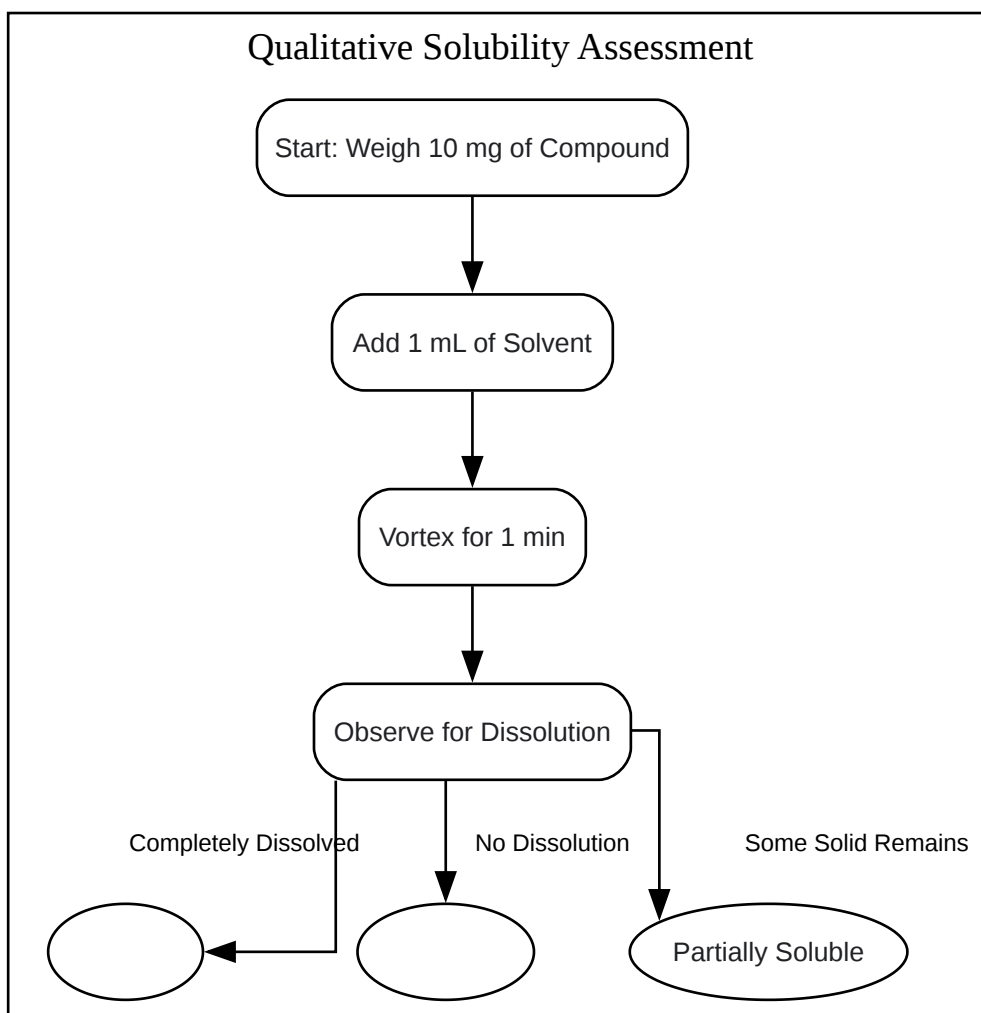 Qualitative Solubility Assessment
Start: Weigh 10 mg of Compound
Add 1 mL of Solvent
Vortex for 1 min
Observe for Dissolution
Completely Dissolved
No Dissolution
Some Solid Remains
Partially Soluble